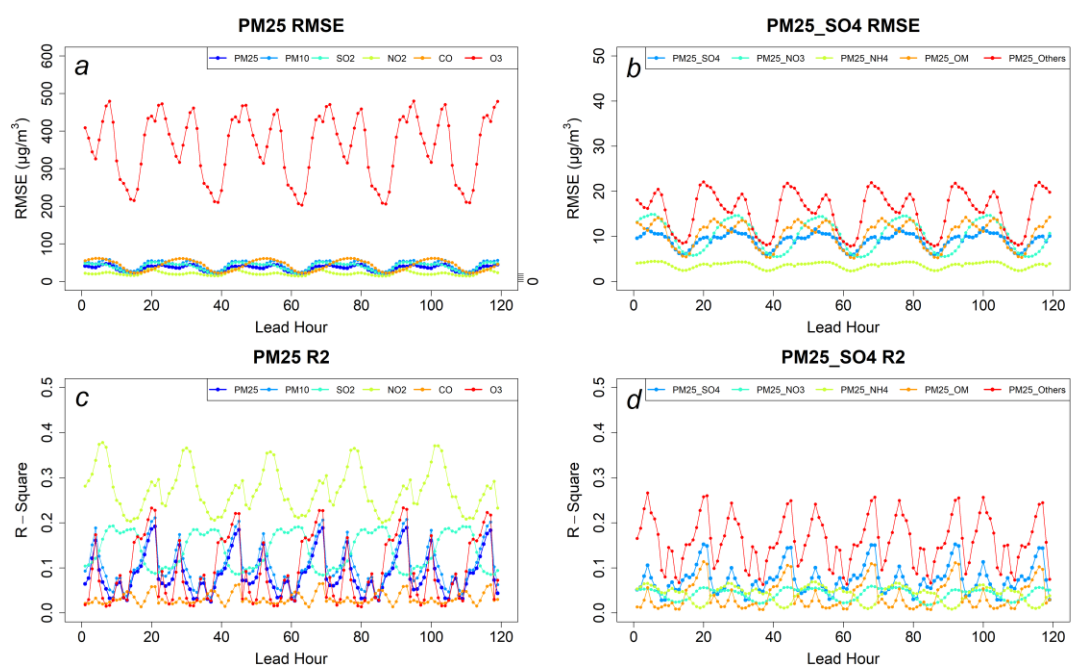 PM25 RMSE
a
PM25 PM10 SO2 NO2 CO O3
RMSE (µg/m³)
600
500
400
300
200
100
0
0
0 20 40 60 80 100 120
Lead Hour
PM25_SO4 RMSE
b
PM25_SO4 PM25_NO3 PM25_NH4 PM25_OM PM25_Others
RMSE (µg/m³)
50
40
30
20
10
0
0 20 40 60 80 100 120
Lead Hour
PM25 R2
c
PM25 PM10 SO2 NO2 CO O3
R − Square
0.5
0.4
0.3
0.2
0.1
0.0
0 20 40 60 80 100 120
Lead Hour
PM25_SO4 R2
d
PM25_SO4 PM25_NO3 PM25_NH4 PM25_OM PM25_Others
R − Square
0.5
0.4
0.3
0.2
0.1
0.0
0 20 40 60 80 100 120
Lead Hour